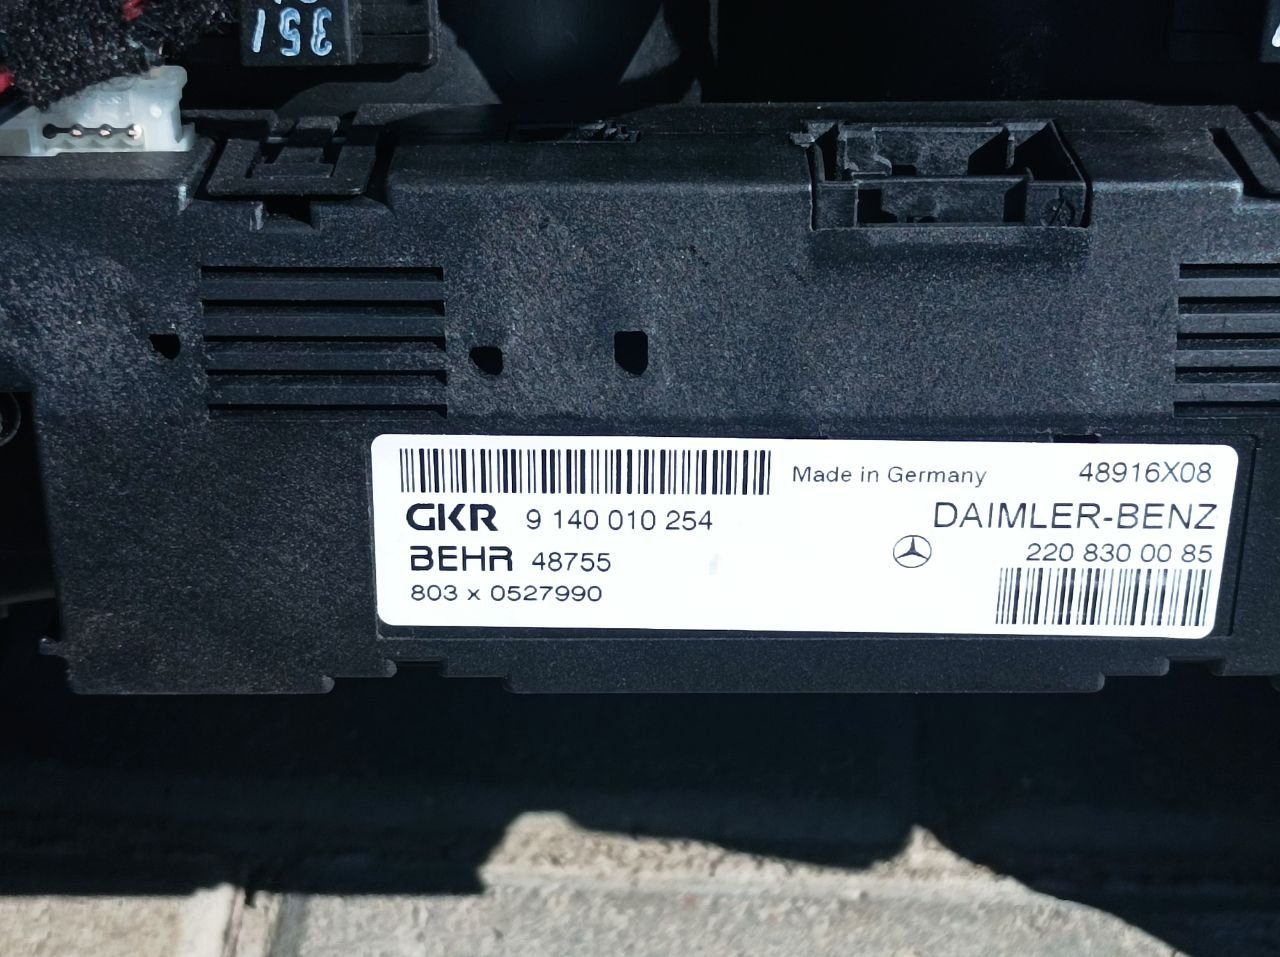 351
Made in Germany
48916X08
GKR 9 140 010 254
DAIMLER-BENZ
BEHR 48755
220 830 00 85
803 x 0527990